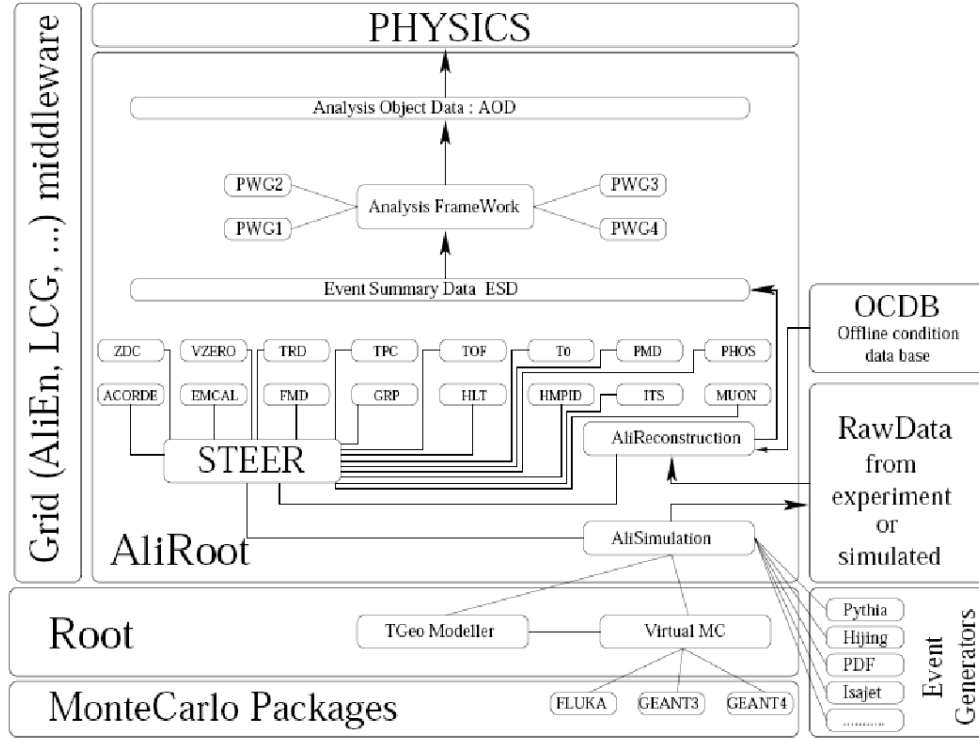 PHYSICS
Grid (AliEn, LCG, ...) middleware
Analysis Object Data : AOD
PWG2
PWG3
Analysis FrameWork
PWG1
PWG4
Event Summary Data ESD
OCDB
Offline condition
data base
ZDC
VZERO
TRD
TPC
TOF
T0
PMD
PHOS
ACORDE
EMCAL
FMD
GRP
HLT
HMPID
ITS
MUON
STEER
AliReconstruction
RawData
from
experiment
or
simulated
AliRoot
AliSimulation
Root
TGeo Modeller
Virtual MC
Pythia
Hijing
PDF
Isajet
...........
Event
Generators
MonteCarlo Packages
FLUKA
GEANT3
GEANT4